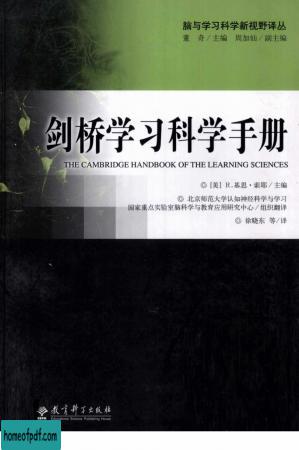 脑与学习科学新视野译丛
董 奇／主编 周加仙／副主编
剑桥学习科学手册
THE CAMBRIDGE HANDBOOK OF THE LEARNING SCIENCES
◎ [美] R.基思·索耶／主编
◎ 北京师范大学认知神经科学与学习
国家重点实验室脑科学与教育应用研究中心／组织翻译
◎ 徐晓东 等／译
教育科学出版社
Educational Science Publishing House
homeofpdf.com